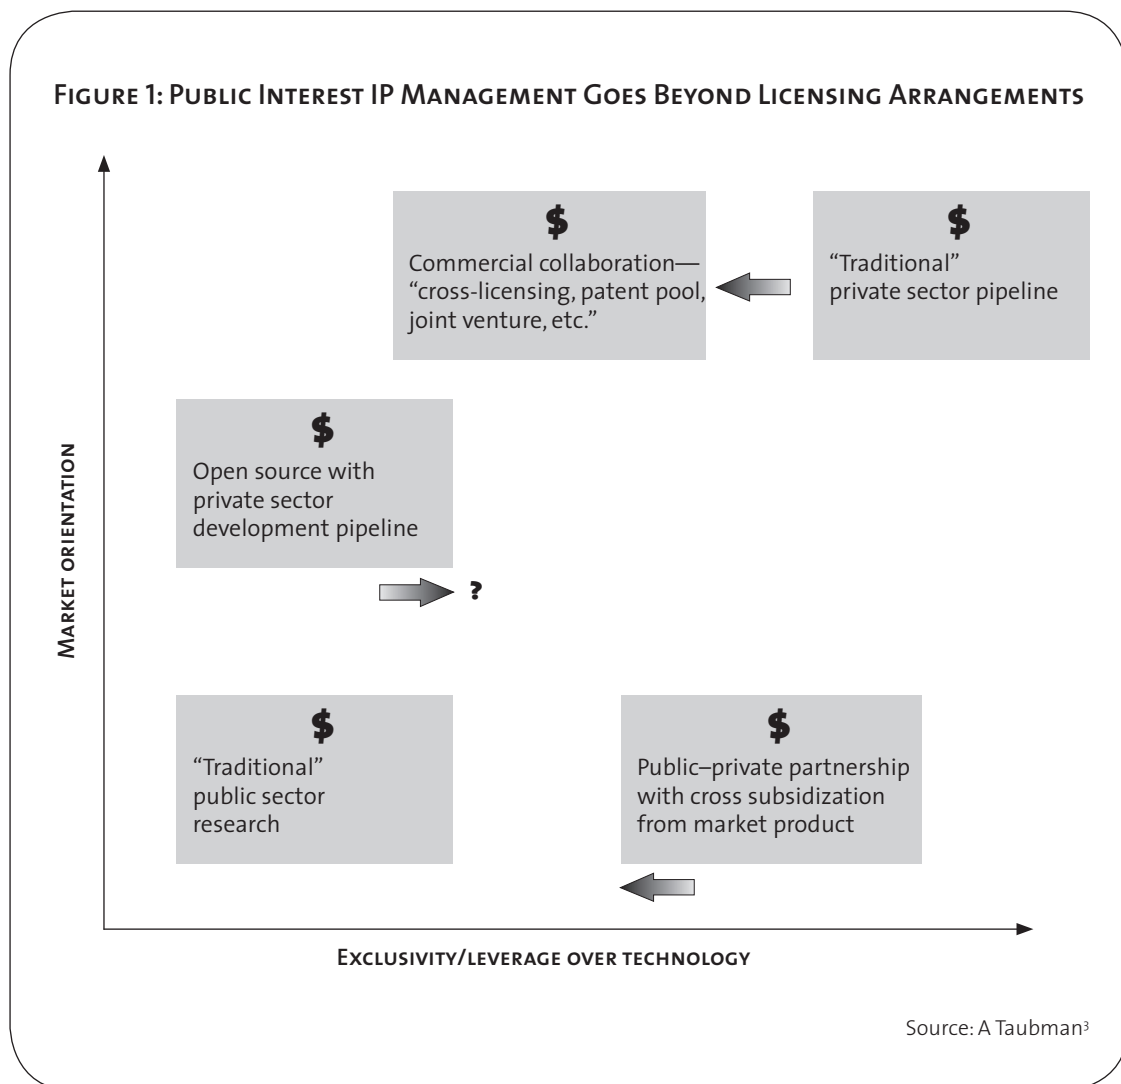 FIGURE 1: PUBLIC INTEREST IP MANAGEMENT GOES BEYOND LICENSING ARRANGEMENTS
$
Commercial collaboration—
“cross-licensing, patent pool,
joint venture, etc.”
$
“Traditional”
private sector pipeline
$
Open source with
private sector
development pipeline
?
MARKET ORIENTATION
$
“Traditional”
public sector
research
$
Public–private partnership
with cross subsidization
from market product
EXCLUSIVITY/LEVERAGE OVER TECHNOLOGY
Source: A Taubman³